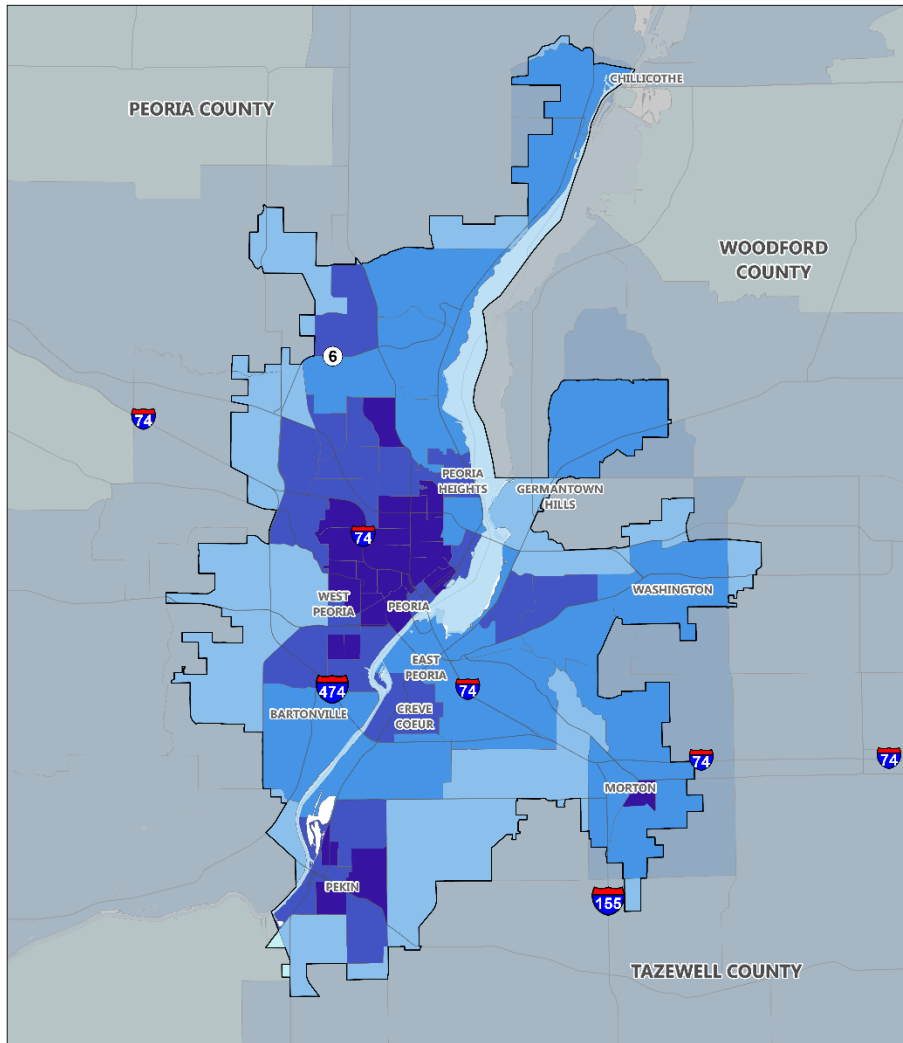 CHILLICOTHE
PEORIA COUNTY
WOODFORD
COUNTY
6
74
PEORIA
HEIGHTS
GERMANTOWN
HILLS
74
WEST
PEORIA
PEORIA
WASHINGTON
EAST
PEORIA
474
74
BARTONVILLE
CREVE
COEUR
74
74
MORTON
PEKIN
155
TAZEWELL COUNTY